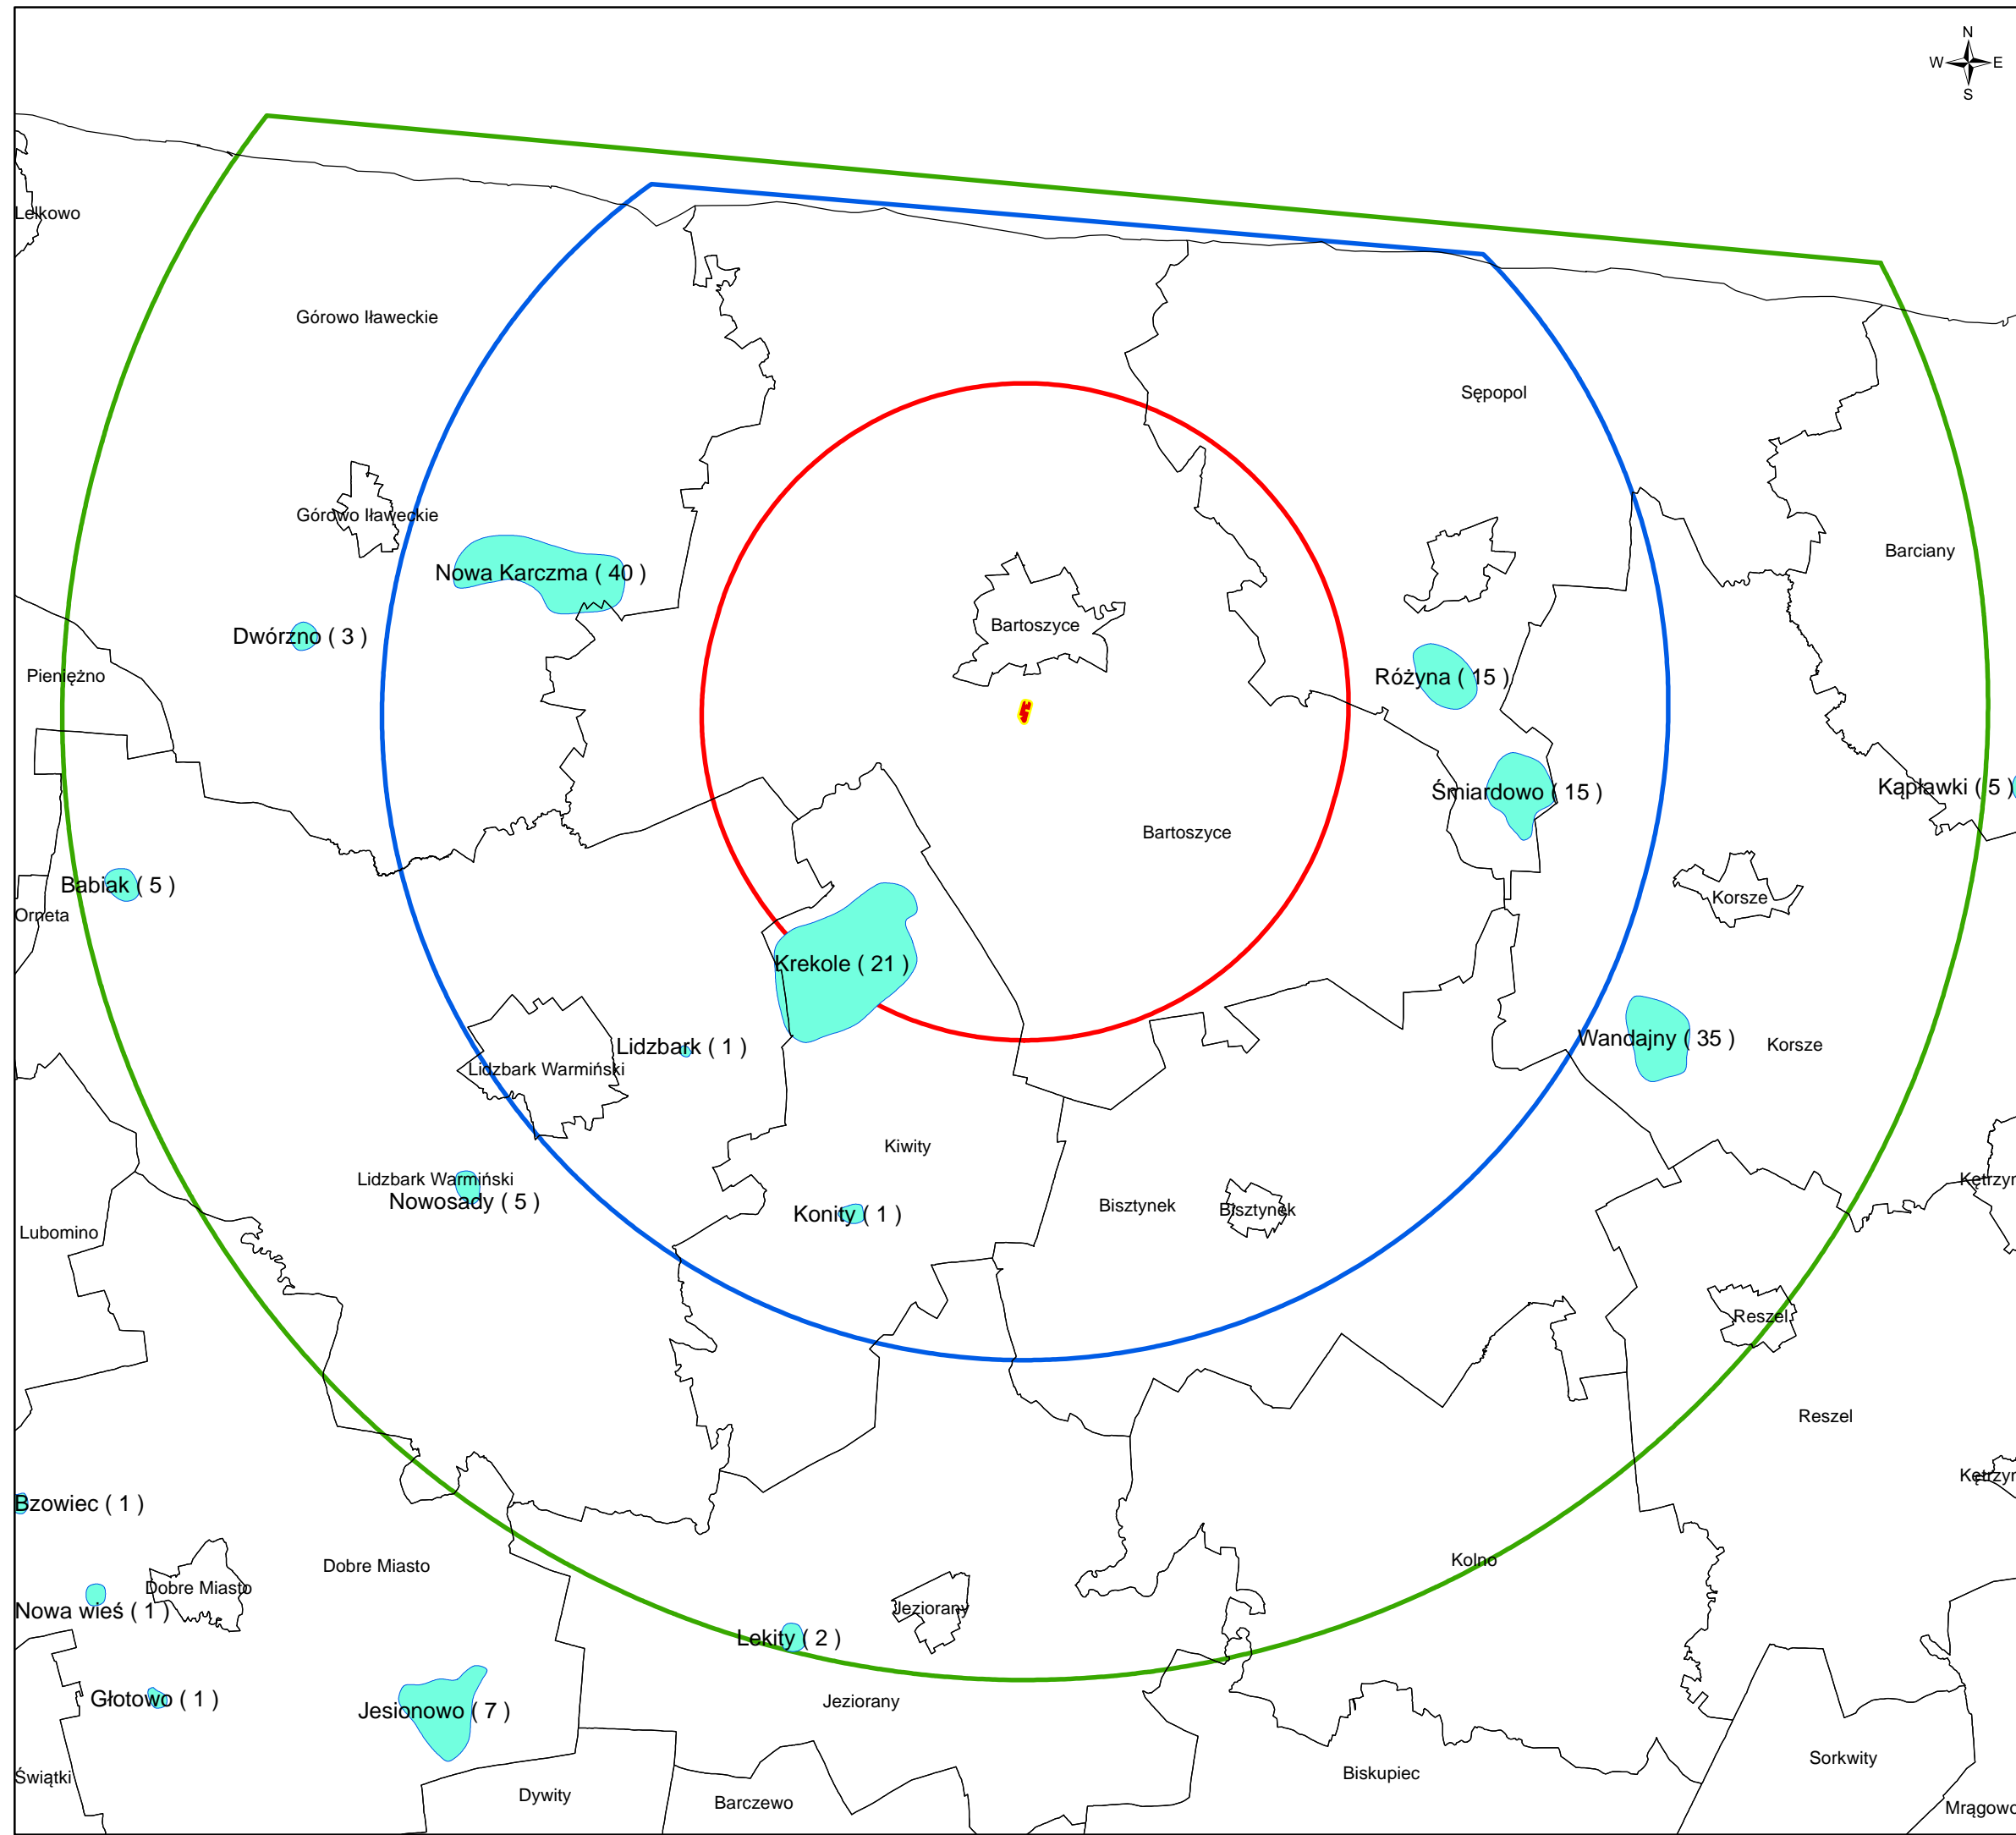 N
W E
S
Lelkowo
Górowo Iławeckie
Sępopol
Górowo Iławeckie
Barciany
Nowa Karczma ( 40 )
Bartoszyce
Dwórzno ( 3 )
Pieniężno
Różyna ( 15 )
Kąpławki ( 5 )
Śmiardowo ( 15 )
Bartoszyce
Babiak ( 5 )
Korsze
Orneta
Krekole ( 21 )
Wandajny ( 35 )
Korsze
Lidzbark ( 1 )
Lidzbark Warmiński
Kiwity
Lidzbark Warmiński
Kętrzyn
Nowosady ( 5 )
Bisztynek
Bisztynek
Konity ( 1 )
Lubomino
Reszel
Reszel
Kętrzyn
Bzowiec ( 1 )
Kolno
Dobre Miasto
Dobre Miasto
Jeziorany
Nowa wieś ( 1 )
Lekity ( 2 )
Głotowo ( 1 )
Jeziorany
Jesionowo ( 7 )
Sorkwity
Biskupiec
Świątki
Dywity
Barczewo
Mrągowo